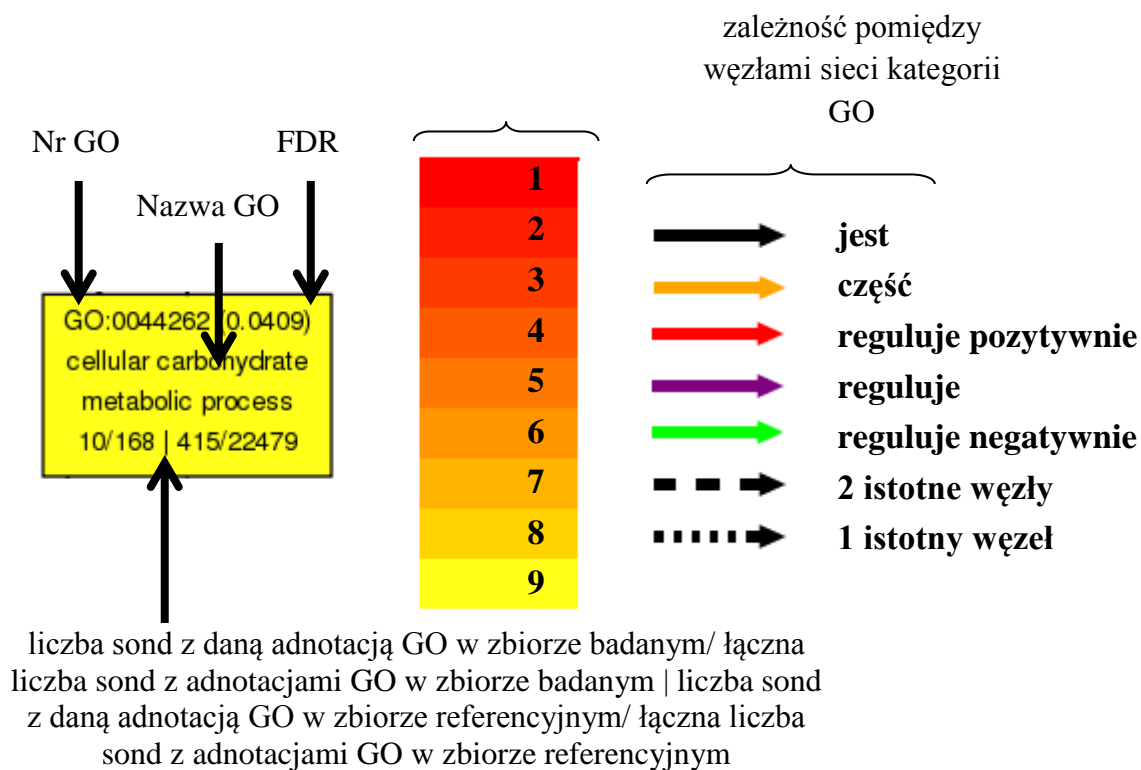 zależność pomiędzy
węzłami sieci kategorii
GO
Nr GO
FDR
Nazwa GO
GO:0044262 (0.0409)
cellular carbohydrate
metabolic process
10/168 | 415/22479
1
2
3
4
5
6
7
8
9
jest
część
reguluje pozytywnie
reguluje
reguluje negatywnie
2 istotne węzły
1 istotny węzeł
liczba sond z daną adnotacją GO w zbiorze badanym/ łączna
liczba sond z adnotacjami GO w zbiorze badanym | liczba sond
z daną adnotacją GO w zbiorze referencyjnym/ łączna liczba
sond z adnotacjami GO w zbiorze referencyjnym